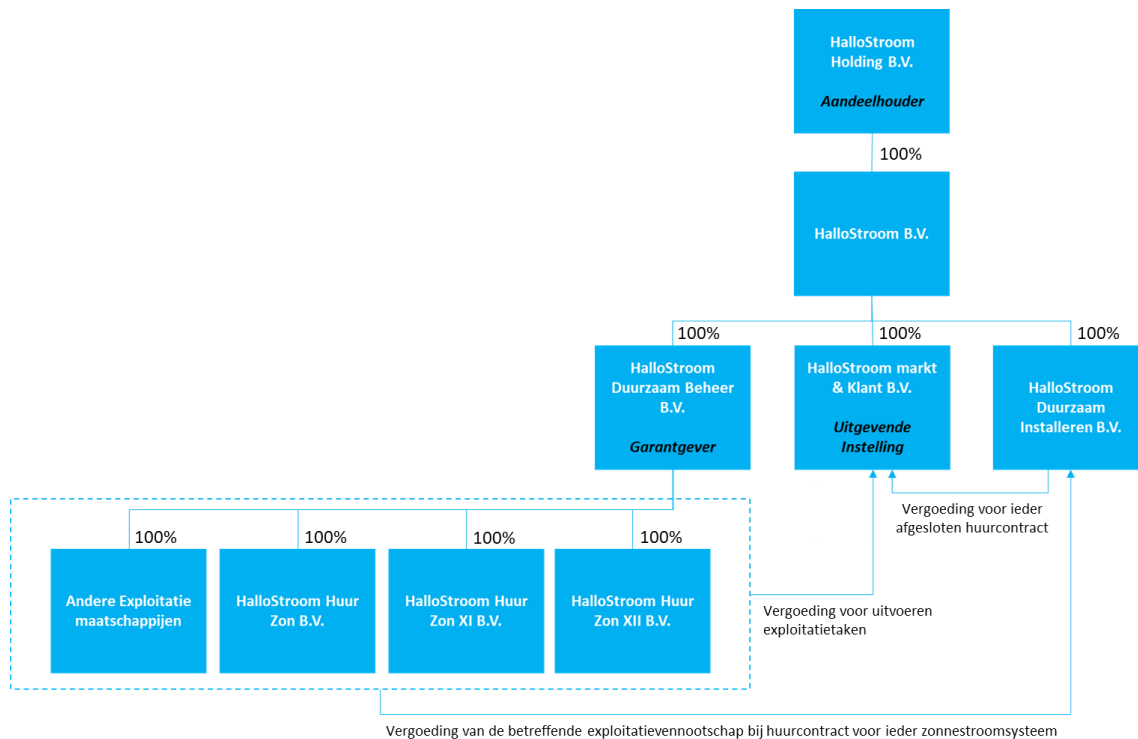 HalloStroom
Holding B.V.
Aandeelhouder
100%
HalloStroom B.V.
100%
100%
100%
HalloStroom
Duurzaam Beheer
B.V.
Garantgever
HalloStroom markt
& Klant B.V.
Uitgevende
Instelling
HalloStroom
Duurzaam
Installeren B.V.
Vergoeding voor ieder
afgesloten huurcontract
100%
100%
100%
100%
Andere Exploitatie
maatschappijen
HalloStroom Huur
Zon B.V.
HalloStroom Huur
Zon XI B.V.
HalloStroom Huur
Zon XII B.V.
Vergoeding voor uitvoeren
exploitatietaken
Vergoeding van de betreffende exploitatievennootschap bij huurcontract voor ieder zonnestroomsysteem